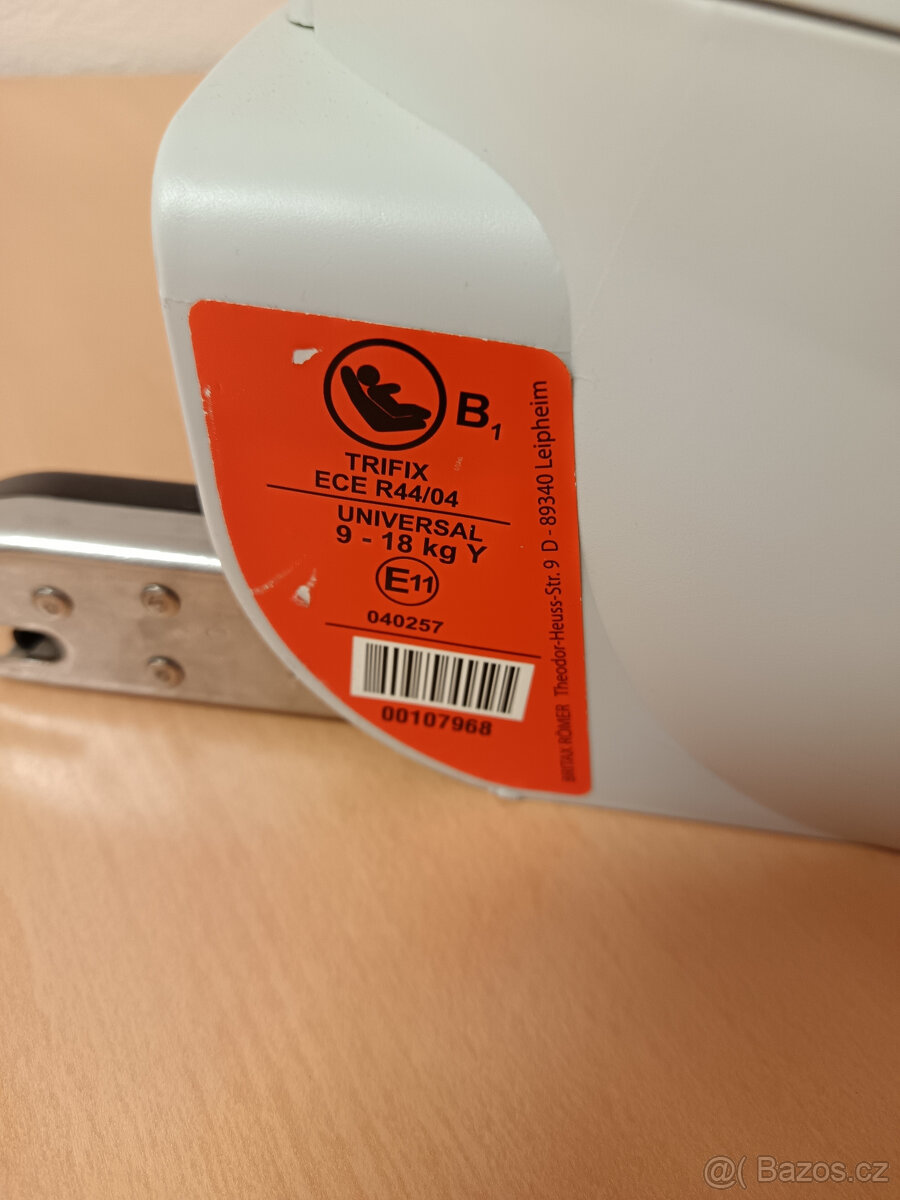 B1
TRIFIX
ECE R44/04
UNIVERSAL
9 - 18 kg Y
E11
040257
00107968
BRITAX RÖMER Theodor-Heuss-Str. 9 D - 89340 Leipheim
@( Bazos.cz